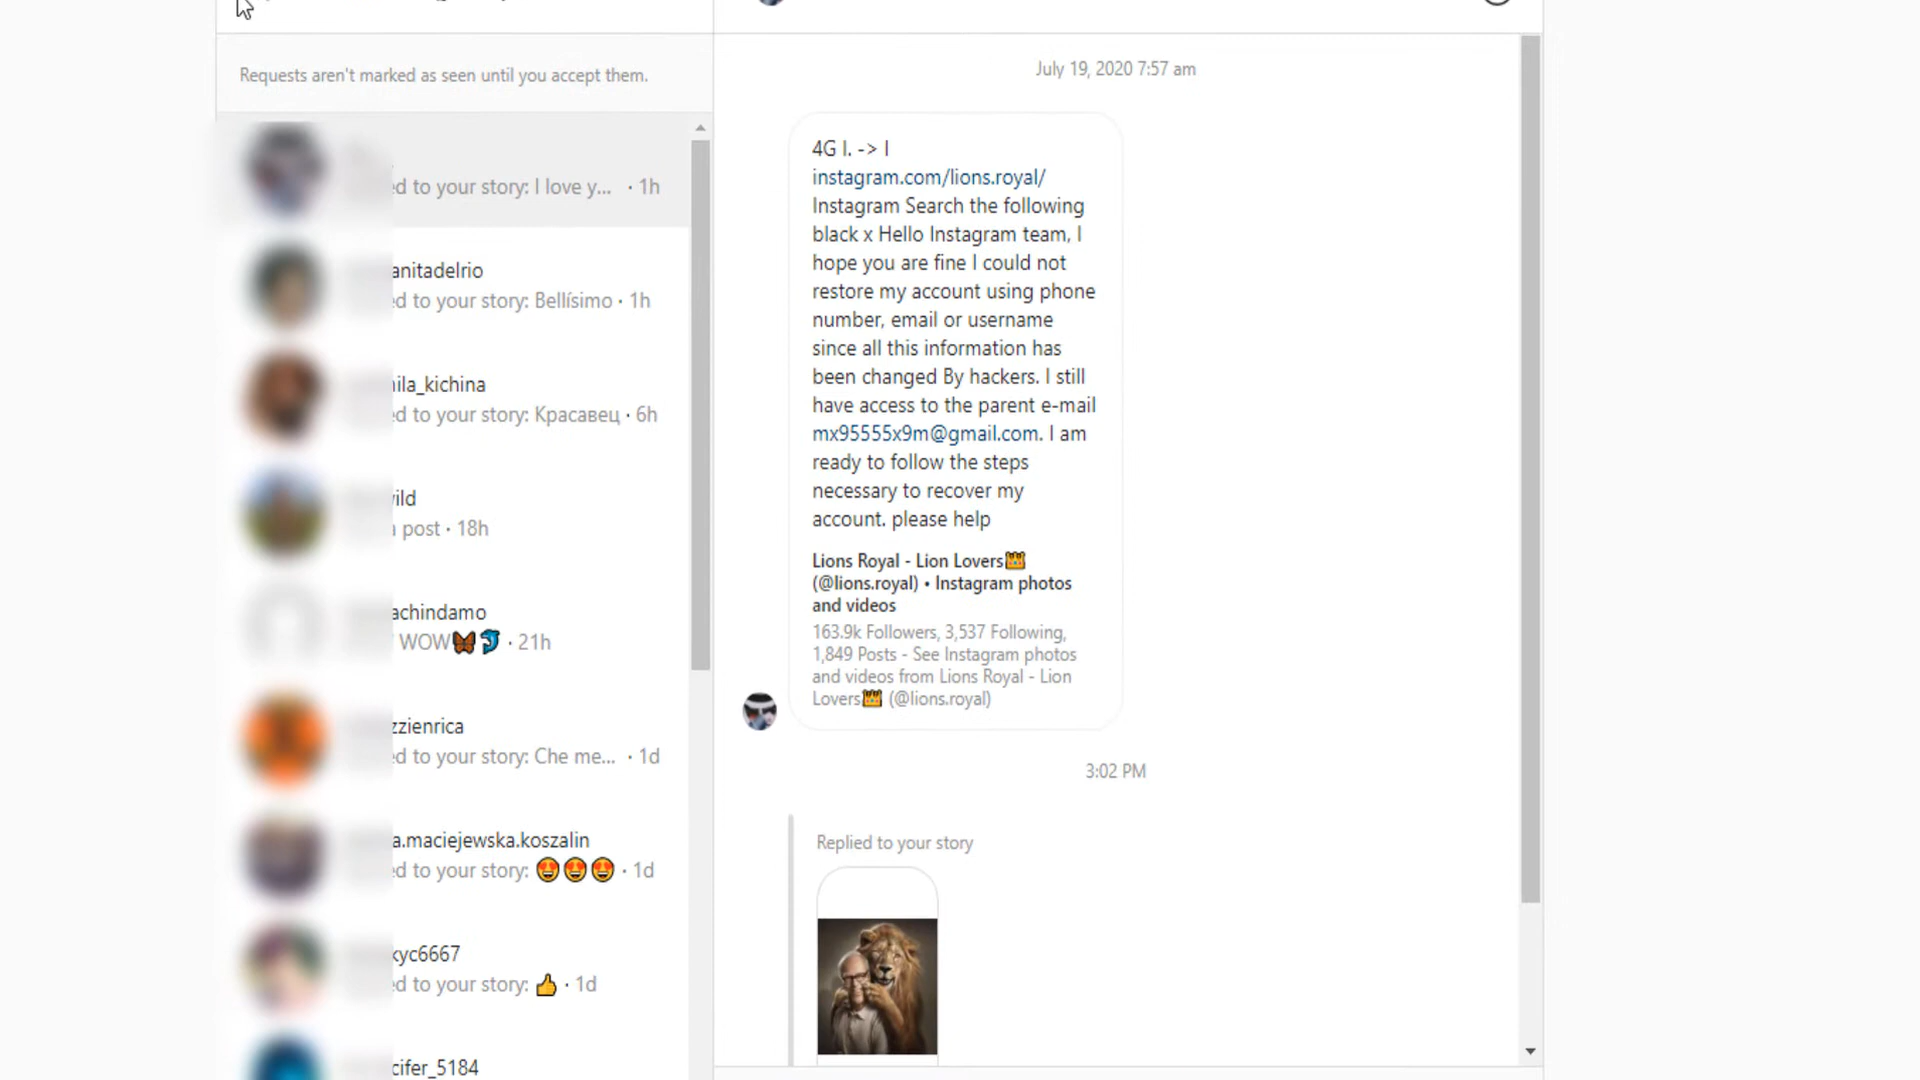 Requests aren't marked as seen until you accept them.
ed to your story: I love y... · 1h
anitadelrio
ed to your story: Bellísimo · 1h
ila_kichina
ed to your story: Красавец · 6h
ild
post · 18h
achindamo
WOW🦋🐬 · 21h
zzienrica
ed to your story: Che me... · 1d
a.maciejewska.koszalin
ed to your story: 😍😍😍 · 1d
kyc6667
ed to your story: 👍 · 1d
cifer_5184
July 19, 2020 7:57 am
4G I. -> I
instagram.com/lions.royal/
Instagram Search the following
black x Hello Instagram team, I
hope you are fine I could not
restore my account using phone
number, email or username
since all this information has
been changed By hackers. I still
have access to the parent e-mail
mx95555x9m@gmail.com. I am
ready to follow the steps
necessary to recover my
account. please help
Lions Royal - Lion Lovers👑
(@lions.royal) • Instagram photos
and videos
163.9k Followers, 3,537 Following,
1,849 Posts - See Instagram photos
and videos from Lions Royal - Lion
Lovers👑 (@lions.royal)
3:02 PM
Replied to your story